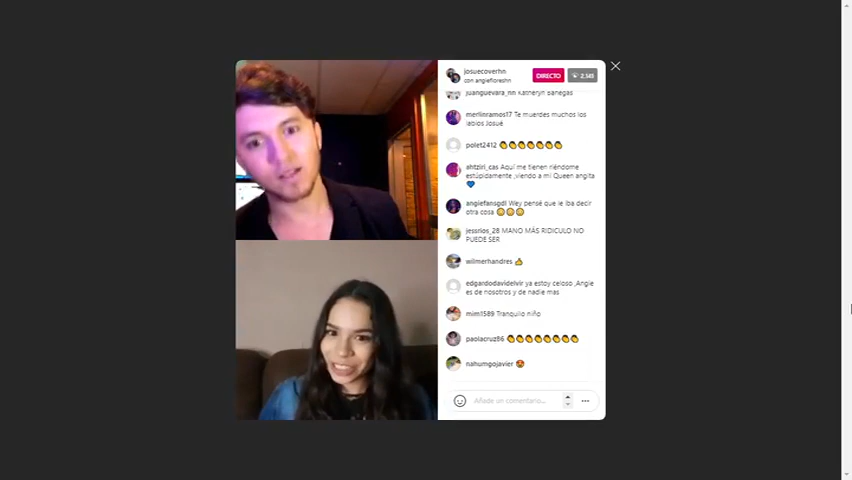 josuecoverhn
con angiefloreshn
DIRECTO
2,145
juanguevara_hn Katheryn Banegas
merlinramos17 Te muerdes muchos los
labios Josué
polet2412 👏👏👏👏👏👏👏
ahtziri_cas Aquí me tienen riéndome
estúpidamente ,viendo a mi Queen angita
💙
angiefansgdl Wey pensé que le iba decir
otra cosa 😳😳😳
jessrios_28 MANO MÁS RIDICULO NO
PUEDE SER
wilmerhandres 👍
edgardodavidelvir ya estoy celoso ,Angie
es de nosotros y de nadie mas
mim1589 Tranquilo niño
paolacruz86 👏👏👏👏👏👏👏👏
nahumgojavier 😍
Añade un comentario...